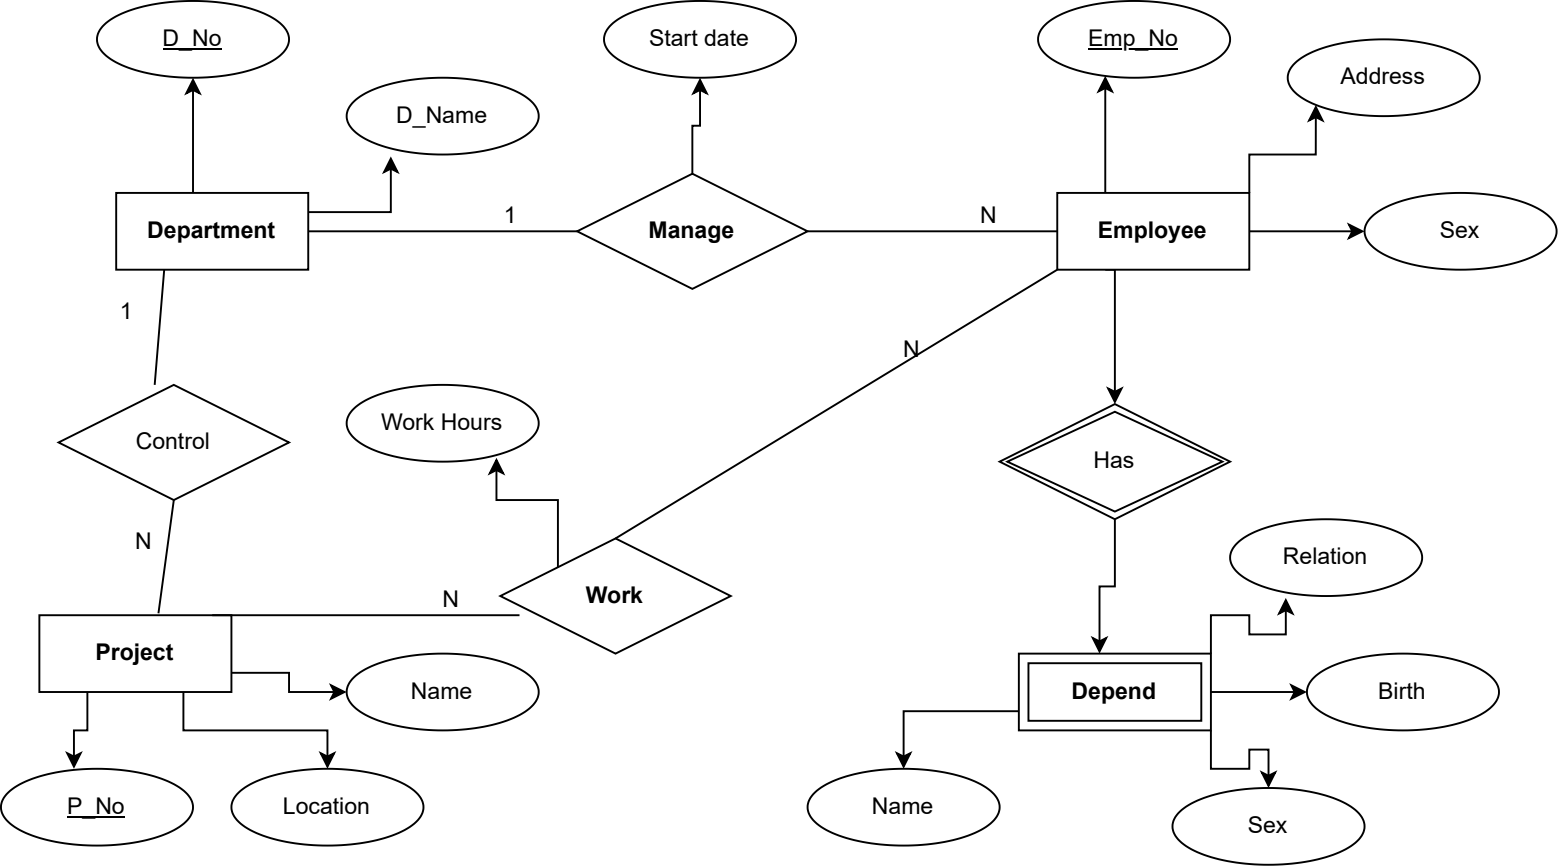 D_No
Start date
Emp_No
Address
D_Name
Department
1
Manage
N
Employee
Sex
1
N
Work Hours
Control
Has
N
Relation
N
Work
Project
Name
Depend
Birth
P_No
Location
Name
Sex